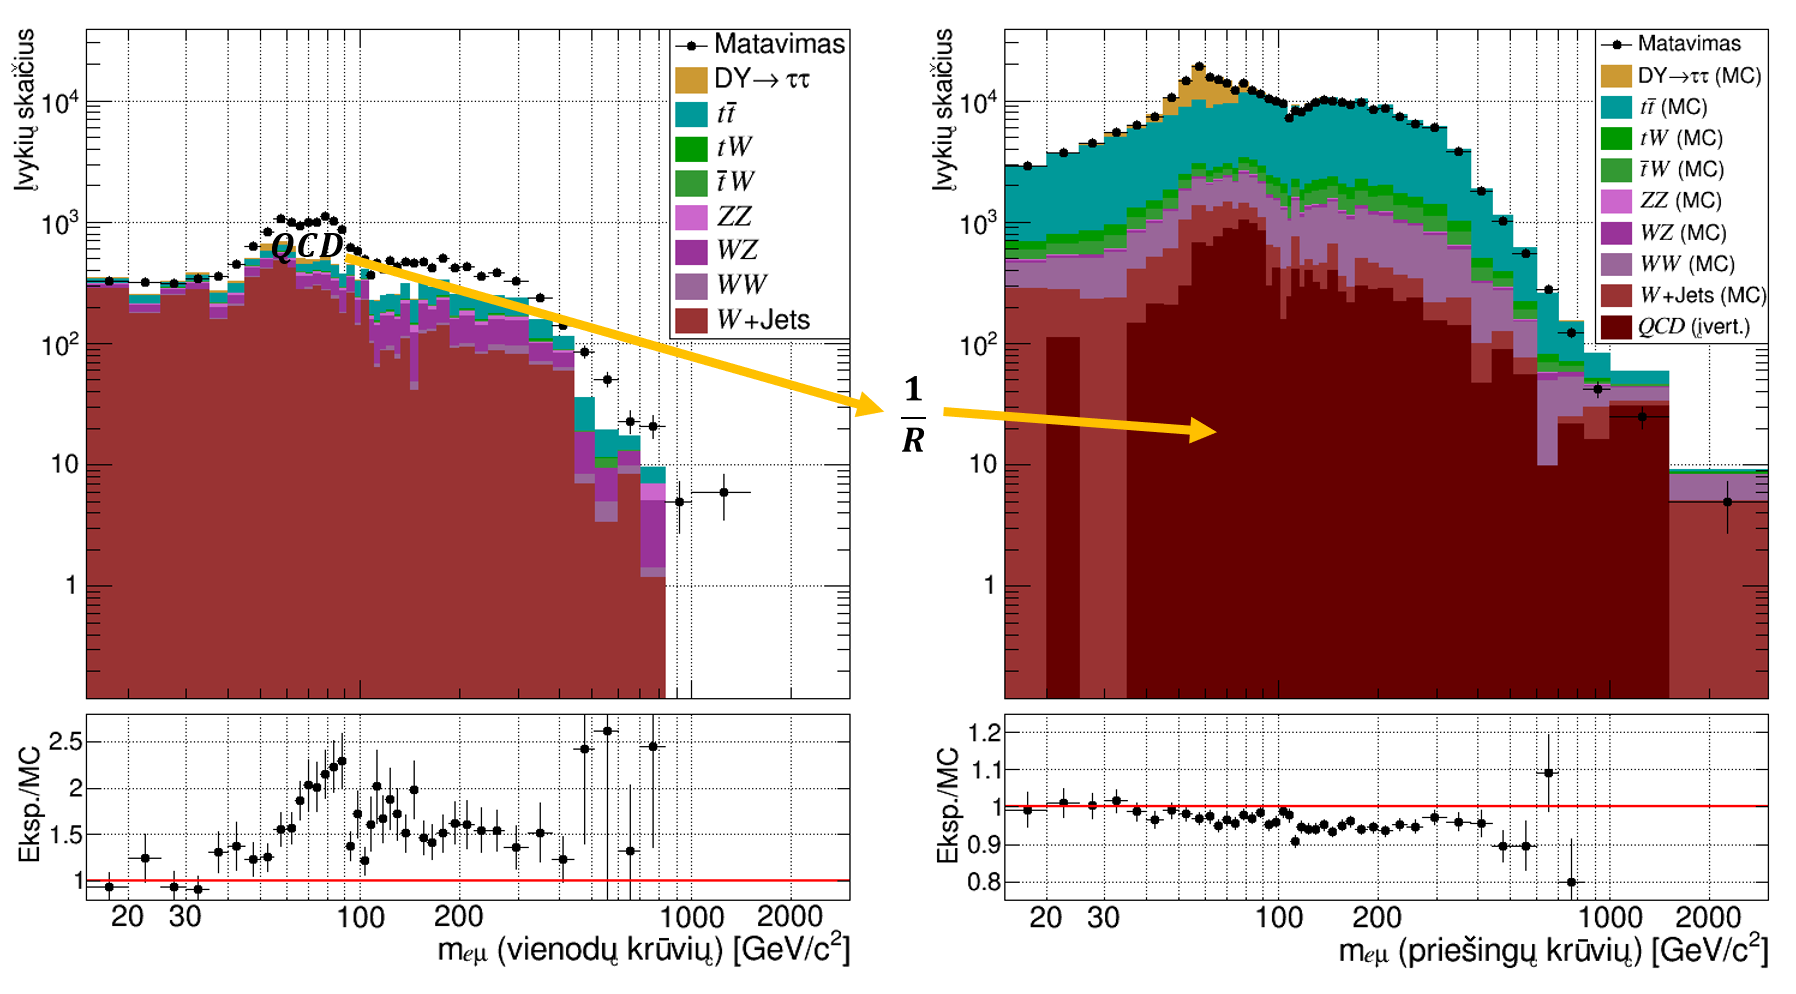 Įvykių skaičius
10⁴
10³
10²
10
1
Matavimas
DY→ ττ
tt̄
tW
t̄W
ZZ
WZ
WW
W+Jets
QCD
Eksp./MC
2.5
2
1.5
1
20 30 100 200 1000 2000
m_eμ (vienodų krūvių) [GeV/c²]
1
R
Įvykių skaičius
10⁴
10³
10²
10
1
Matavimas
DY→ττ (MC)
tt̄ (MC)
tW (MC)
t̄W (MC)
ZZ (MC)
WZ (MC)
WW (MC)
W+Jets (MC)
QCD (įvert.)
Eksp./MC
1.2
1.1
1
0.9
0.8
20 30 100 200 1000 2000
m_eμ (priešingų krūvių) [GeV/c²]